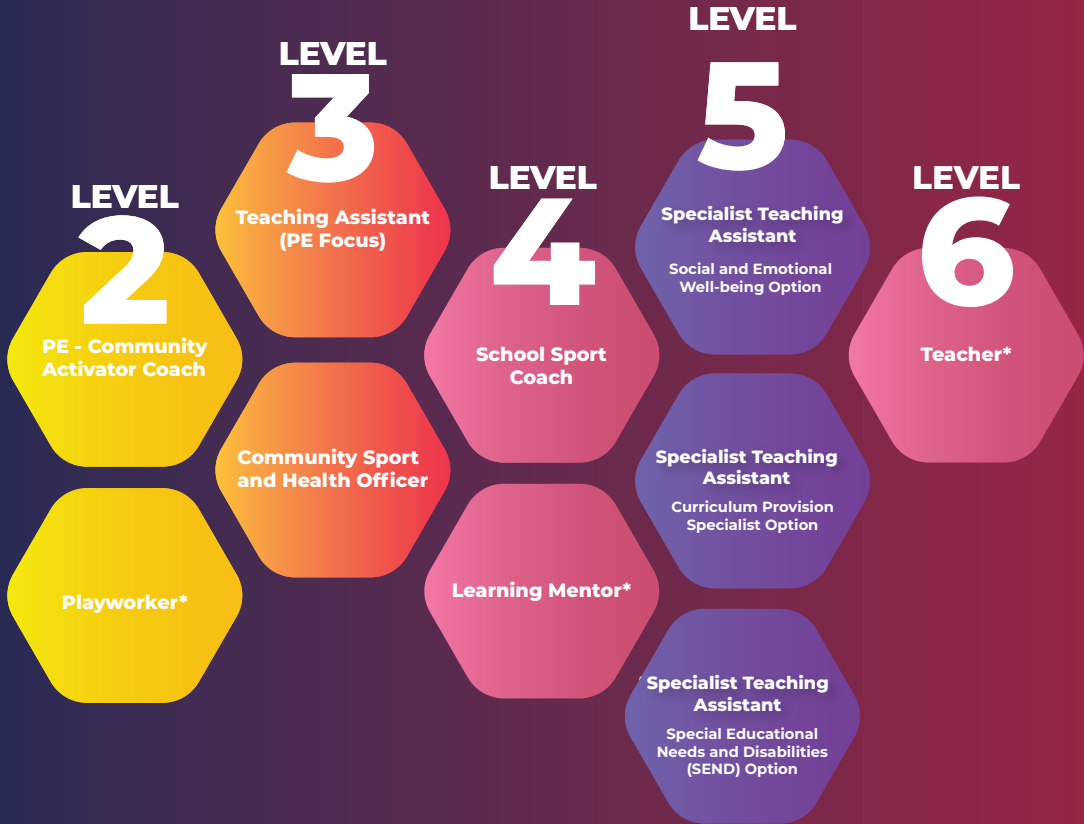 LEVEL
2
PE - Community
Activator Coach
Playworker*
LEVEL
3
Teaching Assistant
(PE Focus)
Community Sport
and Health Officer
LEVEL
4
School Sport
Coach
Learning Mentor*
LEVEL
5
Specialist Teaching
Assistant
Social and Emotional
Well-being Option
Specialist Teaching
Assistant
Curriculum Provision
Specialist Option
Specialist Teaching
Assistant
Special Educational
Needs and Disabilities
(SEND) Option
LEVEL
6
Teacher*